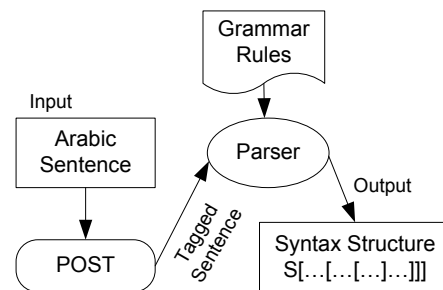 Grammar
Rules
Input
Arabic
Sentence
Parser
Output
Tagged
Sentence
POST
Syntax Structure
S[…[…[…]…]]]